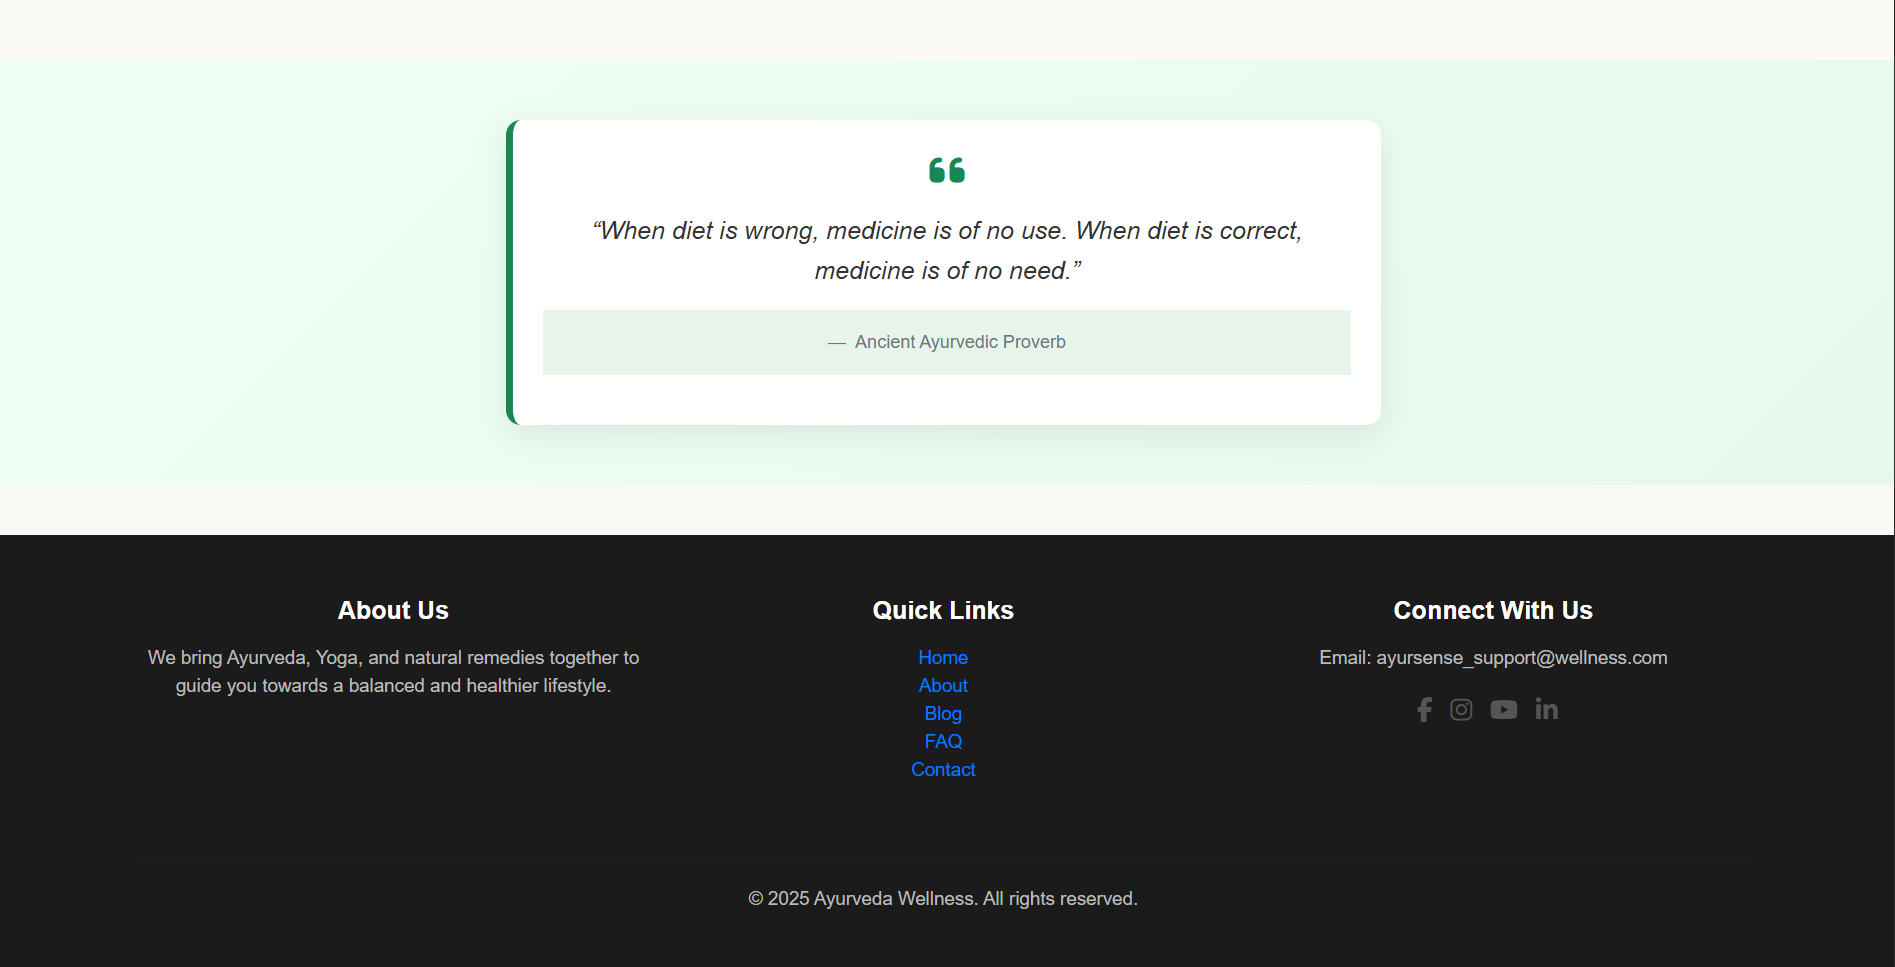 “When diet is wrong, medicine is of no use. When diet is correct,
medicine is of no need.”
— Ancient Ayurvedic Proverb
About Us
We bring Ayurveda, Yoga, and natural remedies together to
guide you towards a balanced and healthier lifestyle.
Quick Links
Home
About
Blog
FAQ
Contact
Connect With Us
Email: ayursense_support@wellness.com
© 2025 Ayurveda Wellness. All rights reserved.